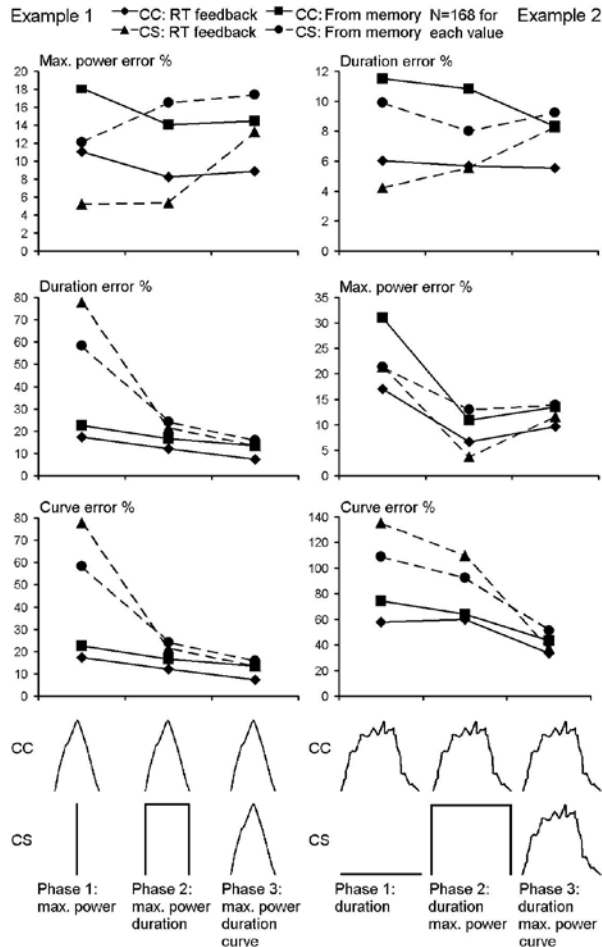 Example 1 CC: RT feedback CC: From memory N=168 for Example 2
CS: RT feedback CS: From memory each value
Max. power error % Duration error %
20 12
18 10
16 8
14 6
12 4
10 2
8 0
6
4
2
0
Duration error % Max. power error %
80 35
70 30
60 25
50 20
40 15
30 10
20 5
10 0
0
Curve error % Curve error %
80 140
70 120
60 100
50 80
40 60
30 40
20 20
10 0
0
CC CC
CS CS
Phase 1: Phase 2: Phase 3: Phase 1: Phase 2: Phase 3:
max. power max. power max. power duration duration duration
duration duration max. power max. power
curve curve